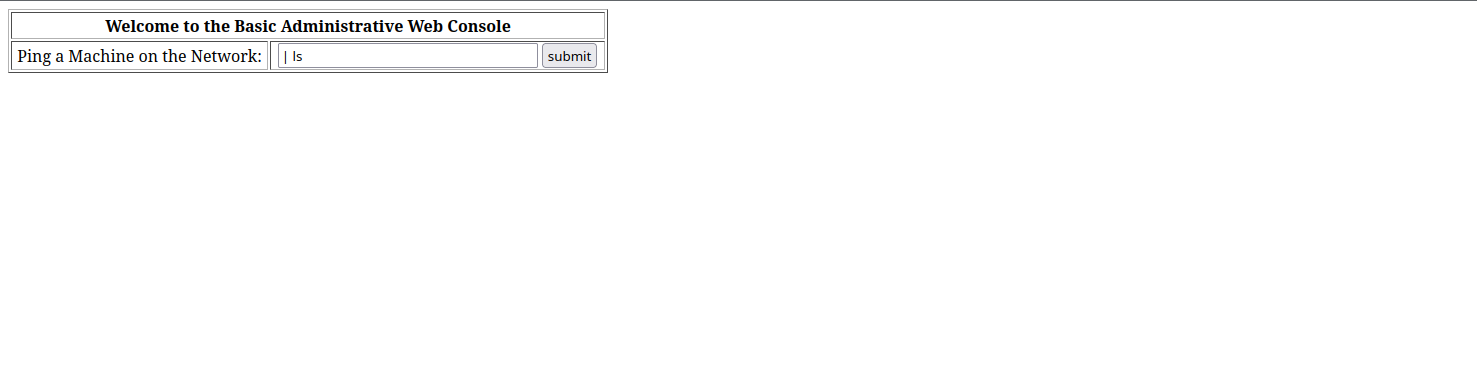 Welcome to the Basic Administrative Web Console
Ping a Machine on the Network: | ls submit